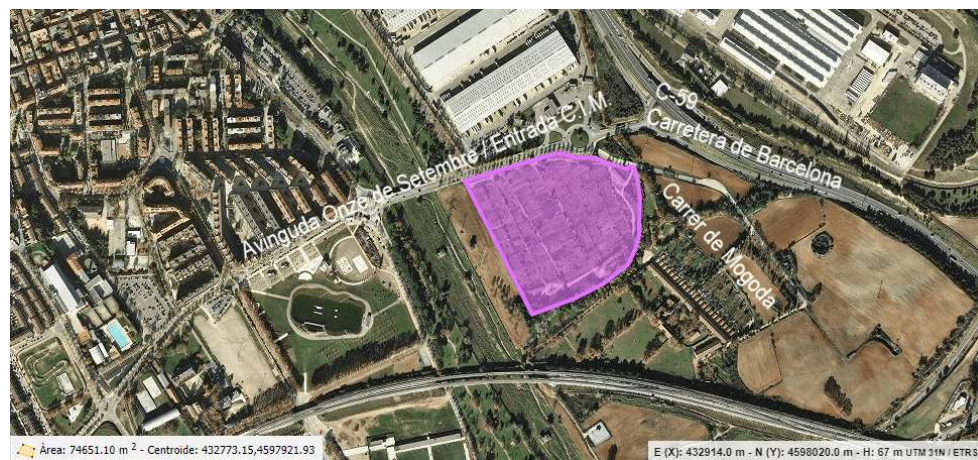 C-59
Carretera de Barcelona
Avinguda Onze de Setembre / Entrada C.I.M.
Carrer de Mogoda
Àrea: 74651.10 m 2 - Centroide: 432773.15,4597921.93
E (X): 432914.0 m - N (Y): 4598020.0 m - H: 67 m UTM 31N / ETR